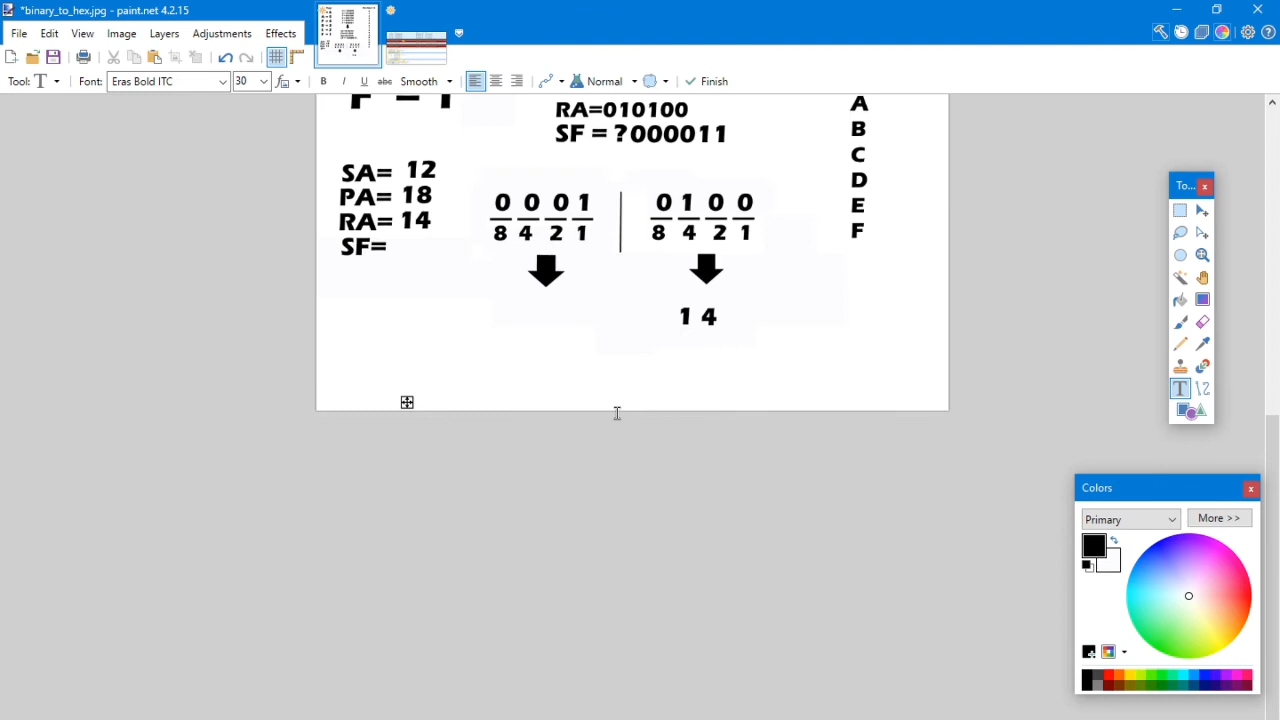 *binary_to_hex.jpg - paint.net 4.2.15
File Edit View Image Layers Adjustments Effects
Tool: T Font: Eras Bold ITC 30 fx B I U abc Smooth Normal Finish
RA=010100
SF = ?000011
A
B
C
D
E
F
SA= 12
PA= 18
RA= 14
SF=
0 0 0 1 | 0 1 0 0
8 4 2 1 8 4 2 1
1 4
To...
Colors
Primary
More >>